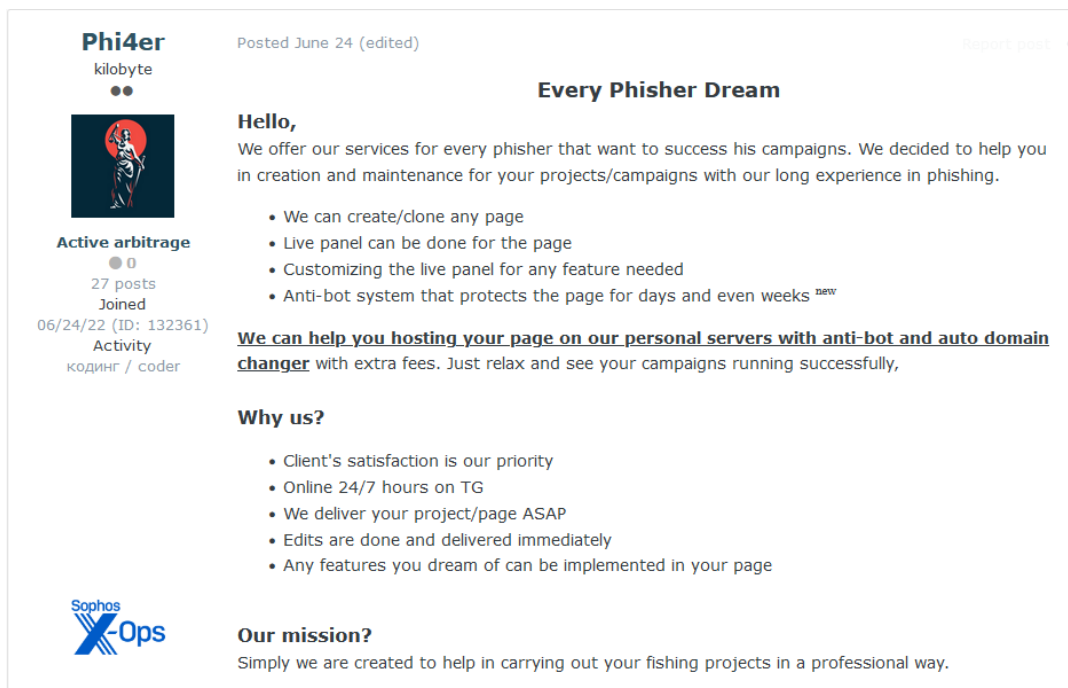 Phi4er
kilobyte
Active arbitrage
0
27 posts
Joined
06/24/22 (ID: 132361)
Activity
кодинг / coder
Sophos
X-Ops
Posted June 24 (edited)
Report post
Every Phisher Dream
Hello,
We offer our services for every phisher that want to success his campaigns. We decided to help you
in creation and maintenance for your projects/campaigns with our long experience in phishing.
• We can create/clone any page
• Live panel can be done for the page
• Customizing the live panel for any feature needed
• Anti-bot system that protects the page for days and even weeks new
We can help you hosting your page on our personal servers with anti-bot and auto domain
changer with extra fees. Just relax and see your campaigns running successfully,
Why us?
• Client's satisfaction is our priority
• Online 24/7 hours on TG
• We deliver your project/page ASAP
• Edits are done and delivered immediately
• Any features you dream of can be implemented in your page
Our mission?
Simply we are created to help in carrying out your fishing projects in a professional way.